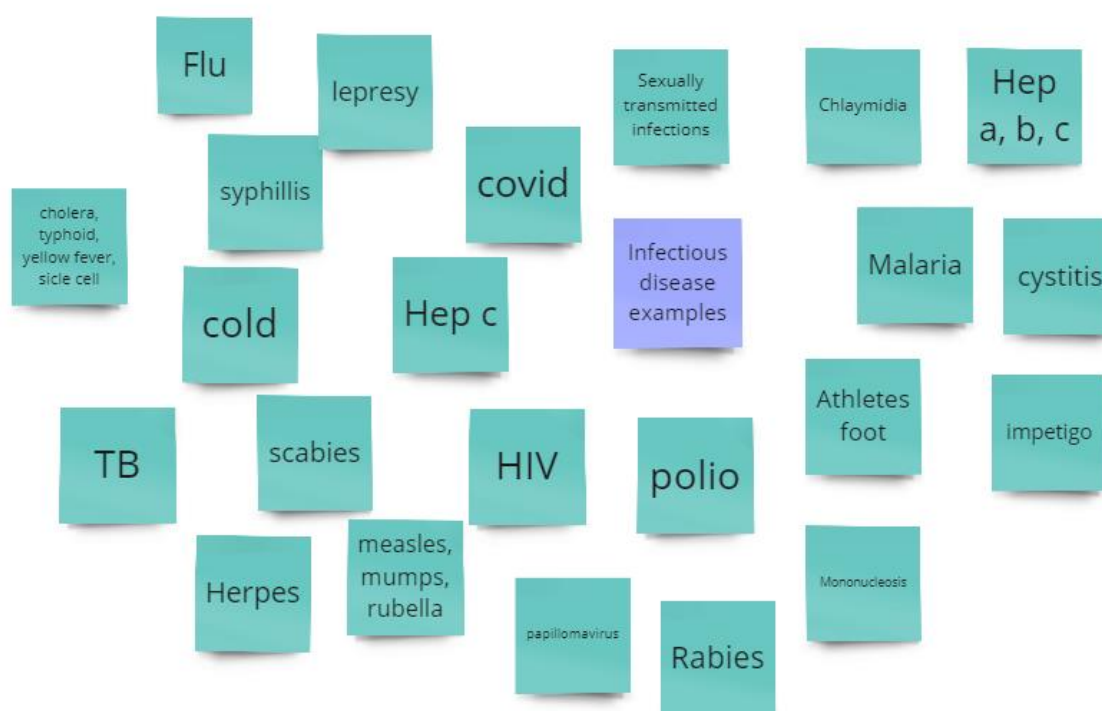 Flu
lepresy
Sexually
transmitted
infections
Chlaymidia
Hep
a, b, c
syphillis
covid
cholera,
typhoid,
yellow fever,
sicle cell
cold
Hep c
Infectious
disease
examples
Malaria
cystitis
TB
scabies
HIV
polio
Athletes
foot
impetigo
Herpes
measles,
mumps,
rubella
papillomavirus
Rabies
Mononucleosis